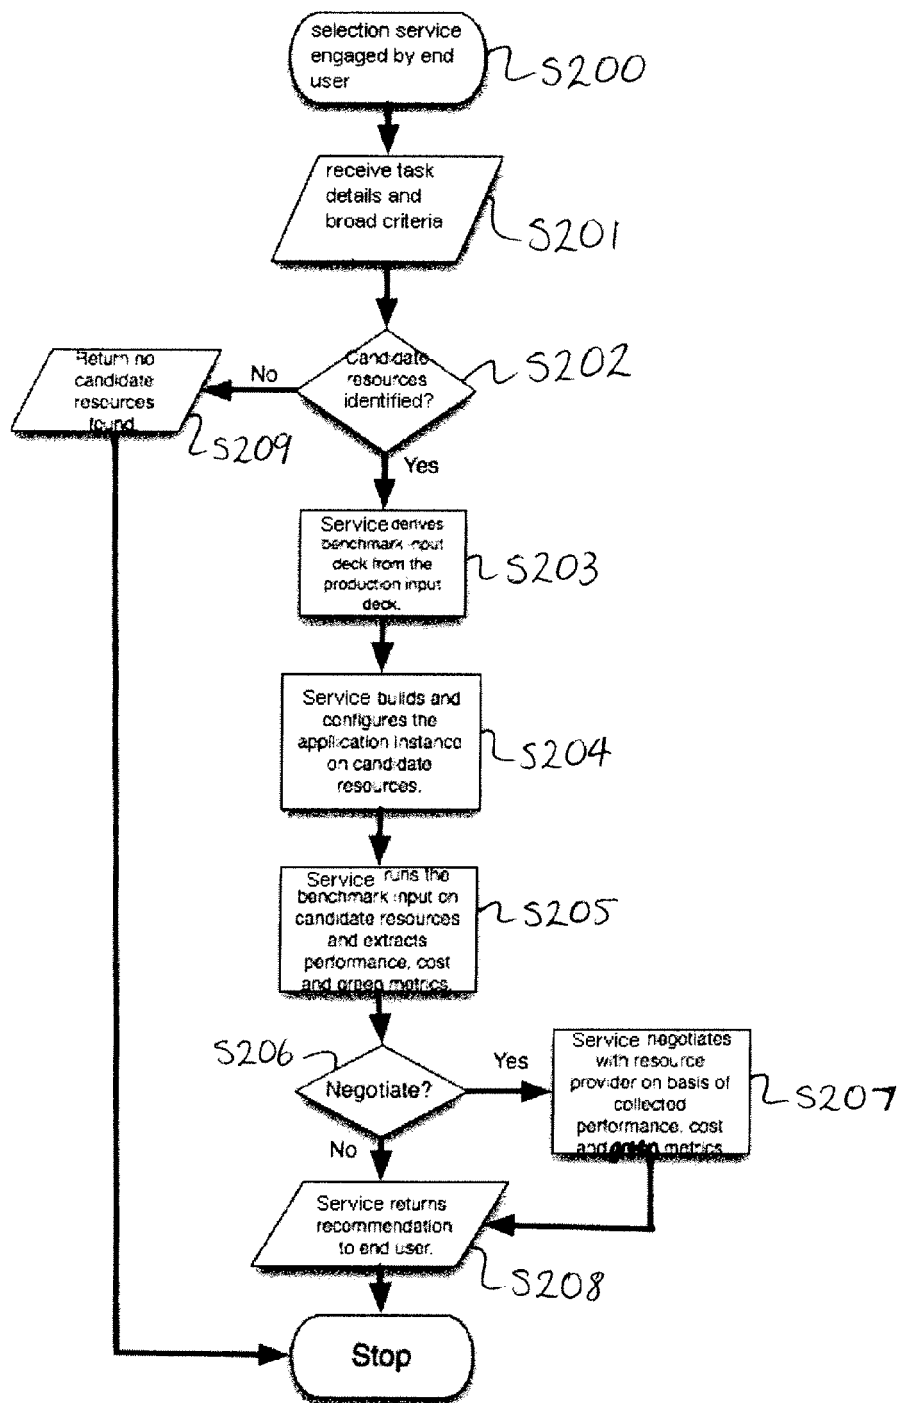 selection service
engaged by end
user
S200
receive task
details and
broad criteria
S201
Candidate
resources
identified?
S202
No
Return no
candidate
resources
found.
S209
Yes
Service derives
benchmark input
deck from the
production input
deck.
S203
Service builds and
configures the
application instance
on candidate
resources.
S204
Service runs the
benchmark input on
candidate resources
and extracts
performance, cost
and green metrics.
S205
S206
Negotiate?
Yes
Service negotiates
with resource
provider on basis of
collected
performance, cost
and green metrics
S207
No
Service returns
recommendation
to end user.
S208
Stop